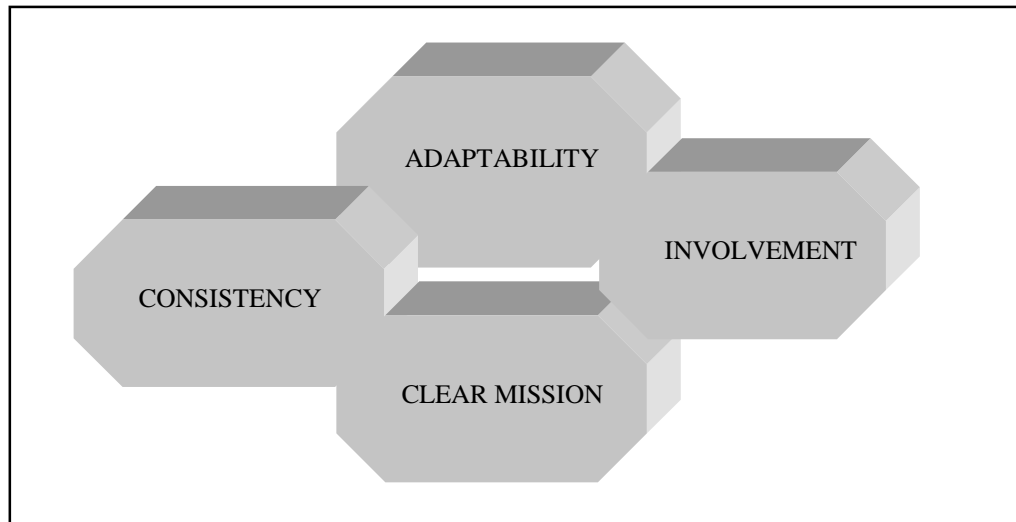 ADAPTABILITY
INVOLVEMENT
CONSISTENCY
CLEAR MISSION